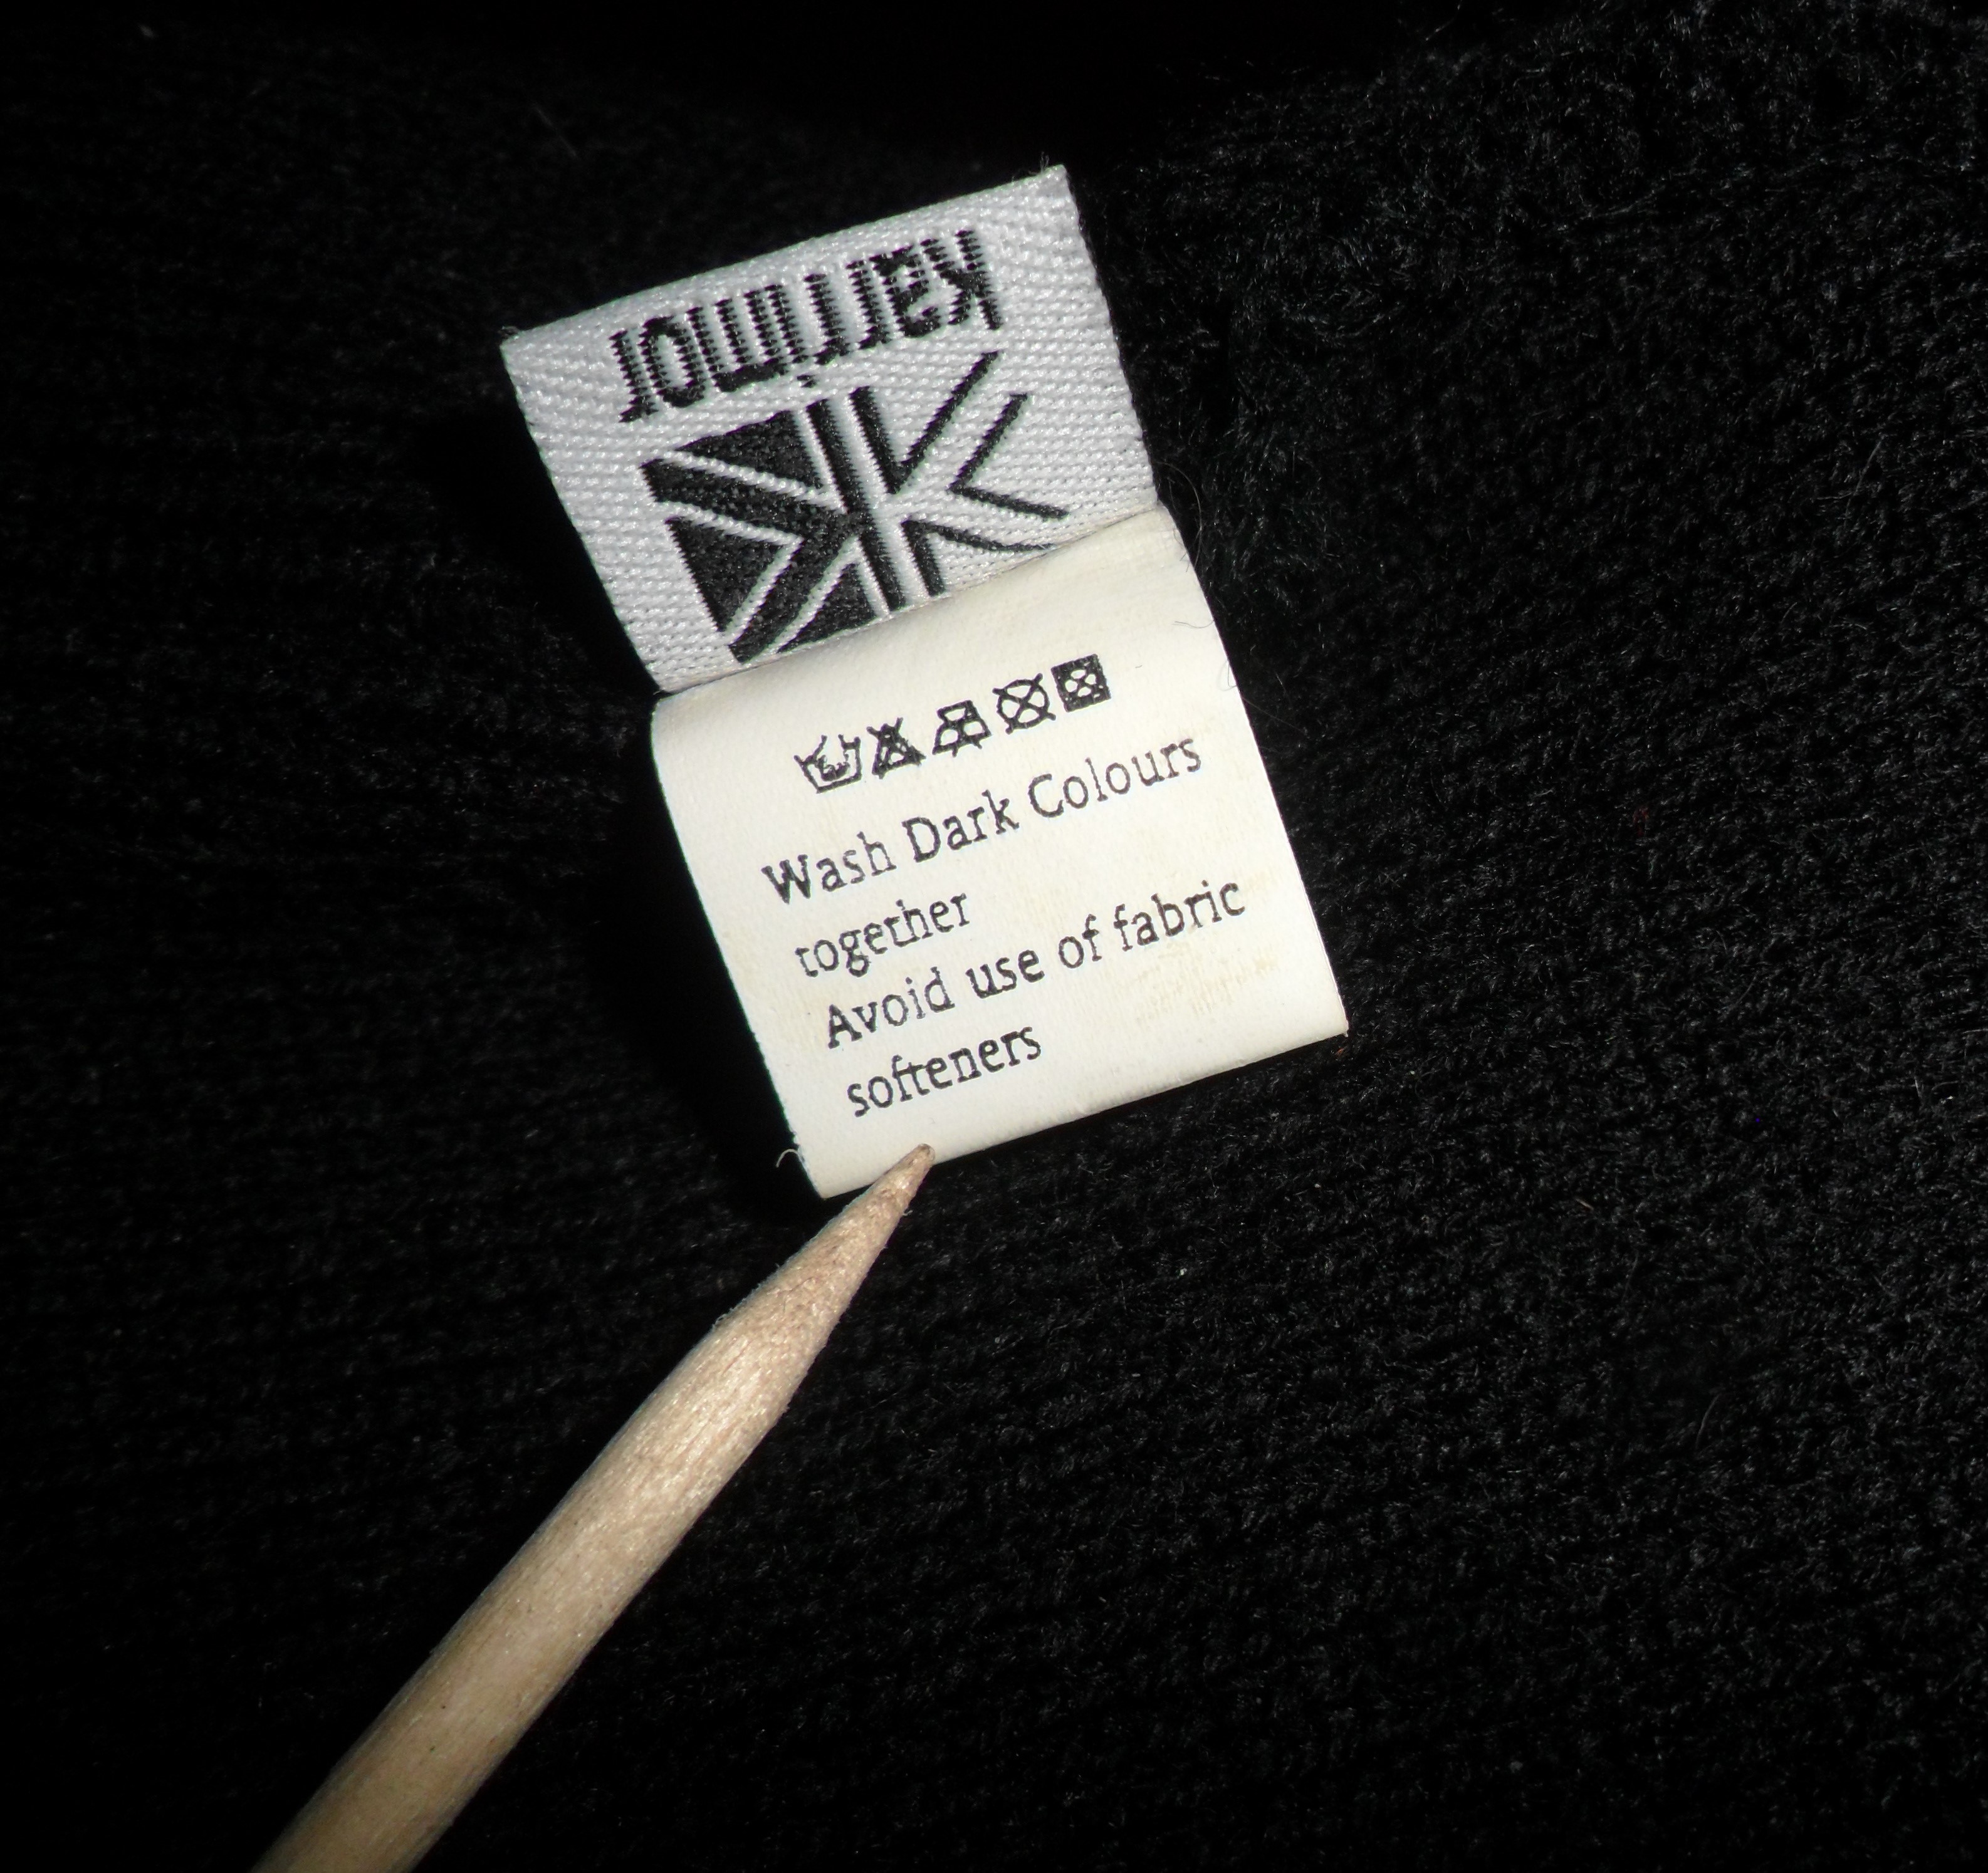 karrimor
Wash Dark Colours
together
Avoid use of fabric
softeners